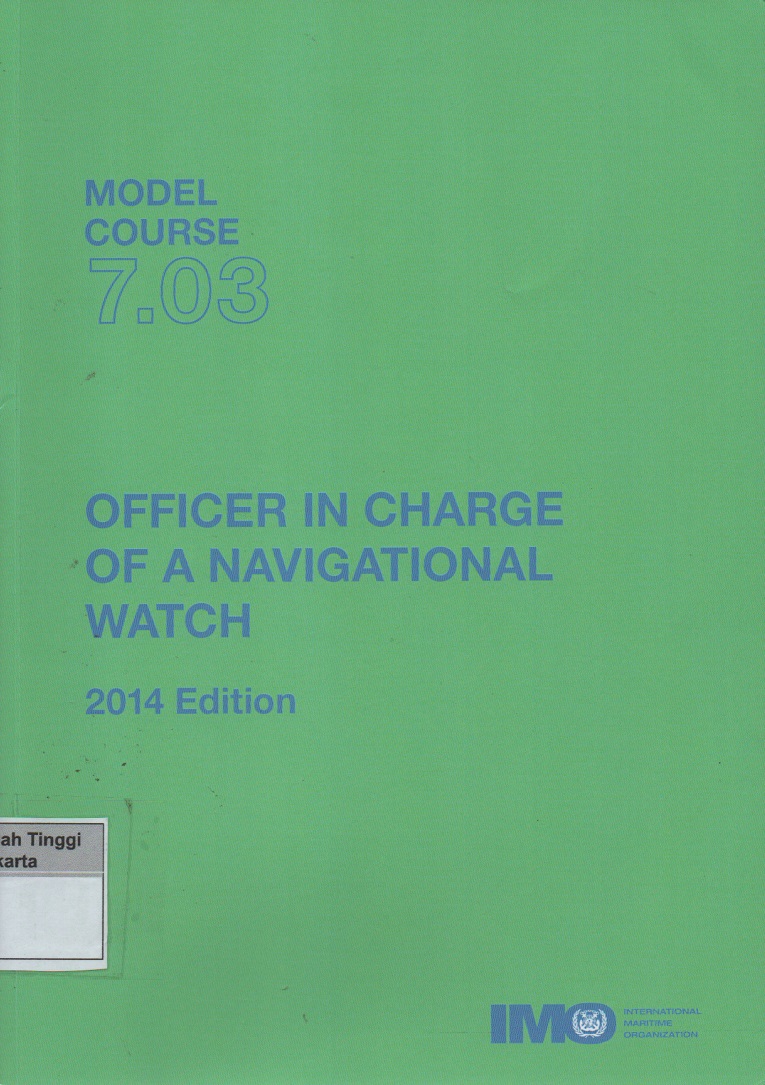 MODEL
COURSE
7.03
OFFICER IN CHARGE
OF A NAVIGATIONAL
WATCH
2014 Edition
ah Tinggi
karta
IMO
INTERNATIONAL
MARITIME
ORGANIZATION